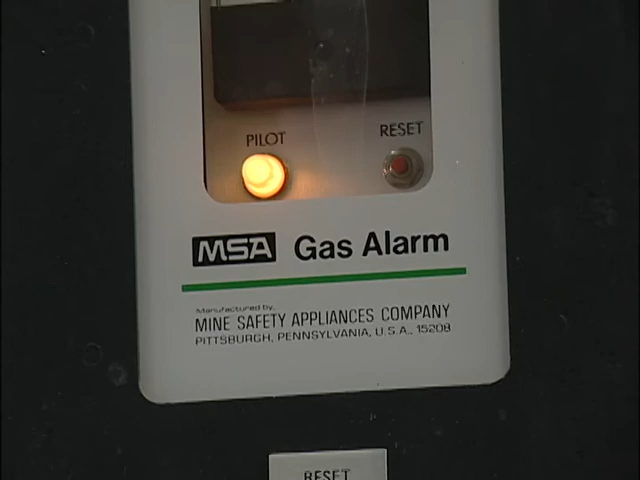 PILOT RESET
MSA Gas Alarm
Manufactured by,
MINE SAFETY APPLIANCES COMPANY
PITTSBURGH, PENNSYLVANIA, U.S.A., 15208
RESET